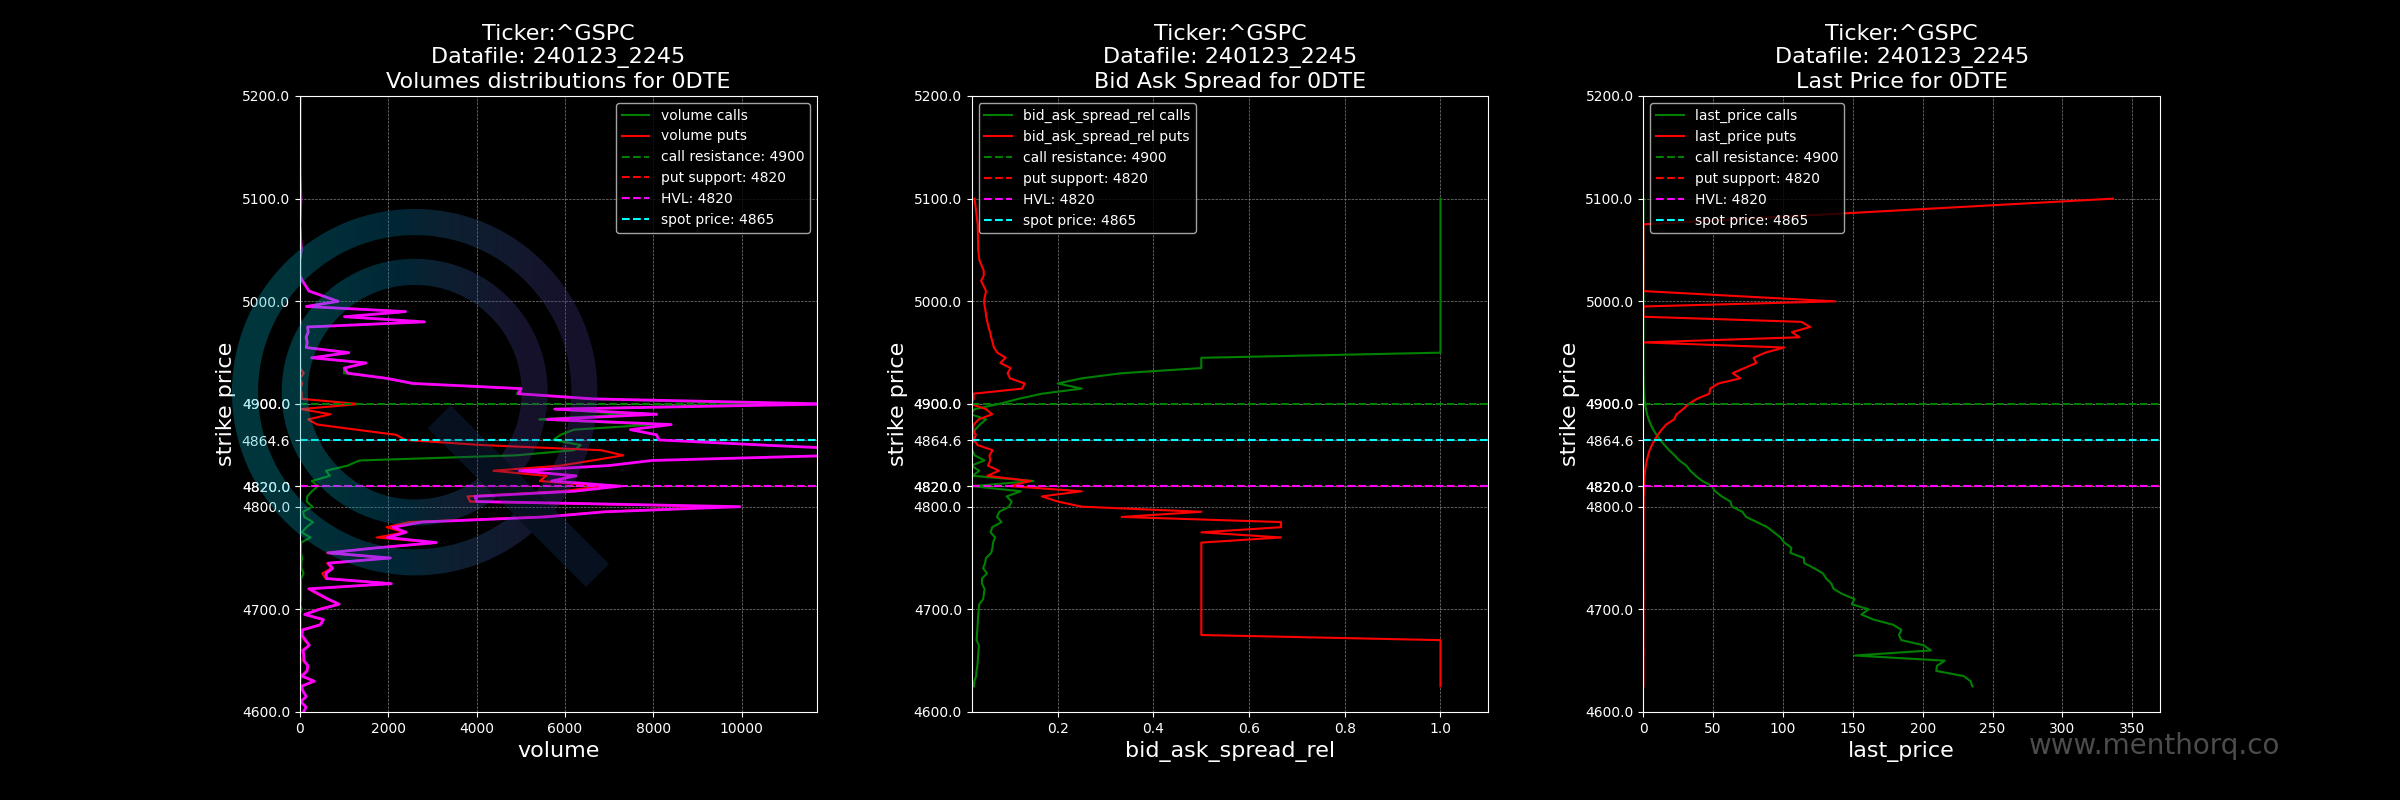 Ticker:^GSPC
Datafile: 240123_2245
Volumes distributions for 0DTE
5200.0
5100.0
5000.0
4900.0
4864.6
4820.0
4800.0
4700.0
4600.0
strike price
volume calls
volume puts
call resistance: 4900
put support: 4820
HVL: 4820
spot price: 4865
0 2000 4000 6000 8000 10000
volume
Ticker:^GSPC
Datafile: 240123_2245
Bid Ask Spread for 0DTE
5200.0
5100.0
5000.0
4900.0
4864.6
4820.0
4800.0
4700.0
4600.0
strike price
bid_ask_spread_rel calls
bid_ask_spread_rel puts
call resistance: 4900
put support: 4820
HVL: 4820
spot price: 4865
0.2 0.4 0.6 0.8 1.0
bid_ask_spread_rel
Ticker:^GSPC
Datafile: 240123_2245
Last Price for 0DTE
5200.0
5100.0
5000.0
4900.0
4864.6
4820.0
4800.0
4700.0
4600.0
strike price
last_price calls
last_price puts
call resistance: 4900
put support: 4820
HVL: 4820
spot price: 4865
0 50 100 150 200 250 300 350
last_price
www.menthorq.co